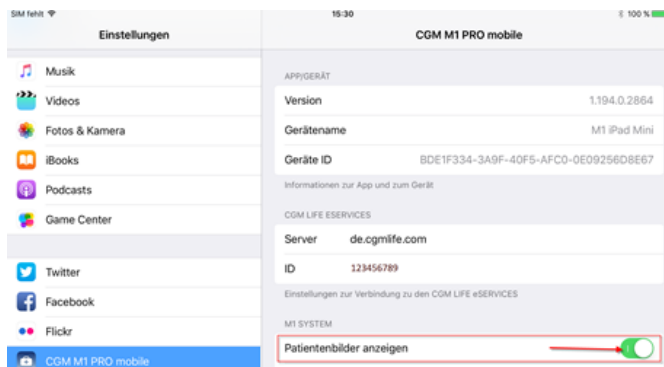 SIM fehlt 15:30 100 %
Einstellungen
Musik
Videos
Fotos & Kamera
iBooks
Podcasts
Game Center
Twitter
Facebook
Flickr
CGM M1 PRO mobile
CGM M1 PRO mobile
APP/GERÄT
Version 1.194.0.2864
Gerätename M1 iPad Mini
Geräte ID BDE1F334-3A9F-40F5-AFC0-0E09256D8E67
Informationen zur App und zum Gerät
CGM LIFE ESERVICES
Server de.cgmlife.com
ID 123456789
Einstellungen zur Verbindung zu den CGM LIFE eSERVICES
M1 SYSTEM
Patientenbilder anzeigen